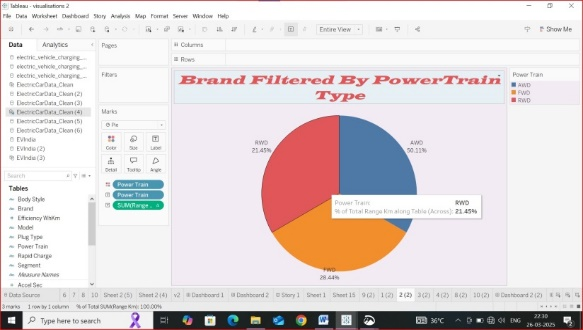 Tableau - visualisations 2
File Data Worksheet Dashboard Story Analysis Map Format Server Window Help
Entire View
Show Me
Data Analytics
electric_vehicle_charging_...
electric_vehicle_charging_...
electric_vehicle_charging_...
ElectricCarData_Clean
ElectricCarData_Clean (2)
ElectricCarData_Clean (3)
ElectricCarData_Clean (4)
ElectricCarData_Clean (5)
ElectricCarData_Clean (6)
EVIndia
EVIndia (2)
EVIndia (3)
Search
Tables
Body Style
Brand
Efficiency WhKm
Model
Plug Type
Power Train
Rapid Charge
Segment
Measure Names
Accel Sec
Pages
Filters
Marks
Pie
Color Size Label
Detail Tooltip Angle
Power Train
Power Train
SUM(Range ..
Columns
Rows
Brand Filtered By PowerTrain
Type
RWD
21.45%
AWD
50.11%
Power Train: RWD
% of Total Range Km along Table (Across): 21.45%
FWD
28.44%
Power Train
FWD
RWD
Data Source 6 7 8 10 Sheet 2 (5) Sheet 2 (4) v2 Dashboard 1 Dashboard 2 Story 1 Sheet 1 Sheet 15 9 (2) 1 (2) 2 (2) 3 (2) 4 (2) 5 (2) Dashboard 1 (2) Dashboard 2 (2)
3 marks 1 row by 1 column % of Total SUM(Range Km): 100.00%
Type here to search
36°C
ENG
22:30
26-03-2025